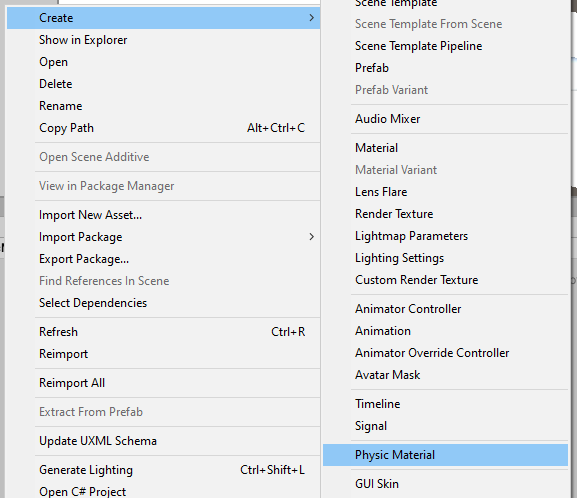 Create
Show in Explorer
Open
Delete
Rename
Copy Path Alt+Ctrl+C
Open Scene Additive
View in Package Manager
Import New Asset...
Import Package
Export Package...
Find References In Scene
Select Dependencies
Refresh Ctrl+R
Reimport
Reimport All
Extract From Prefab
Update UXML Schema
Generate Lighting Ctrl+Shift+L
Open C# Project
Scene Template
Scene Template From Scene
Scene Template Pipeline
Prefab
Prefab Variant
Audio Mixer
Material
Material Variant
Lens Flare
Render Texture
Lightmap Parameters
Lighting Settings
Custom Render Texture
Animator Controller
Animation
Animator Override Controller
Avatar Mask
Timeline
Signal
Physic Material
GUI Skin